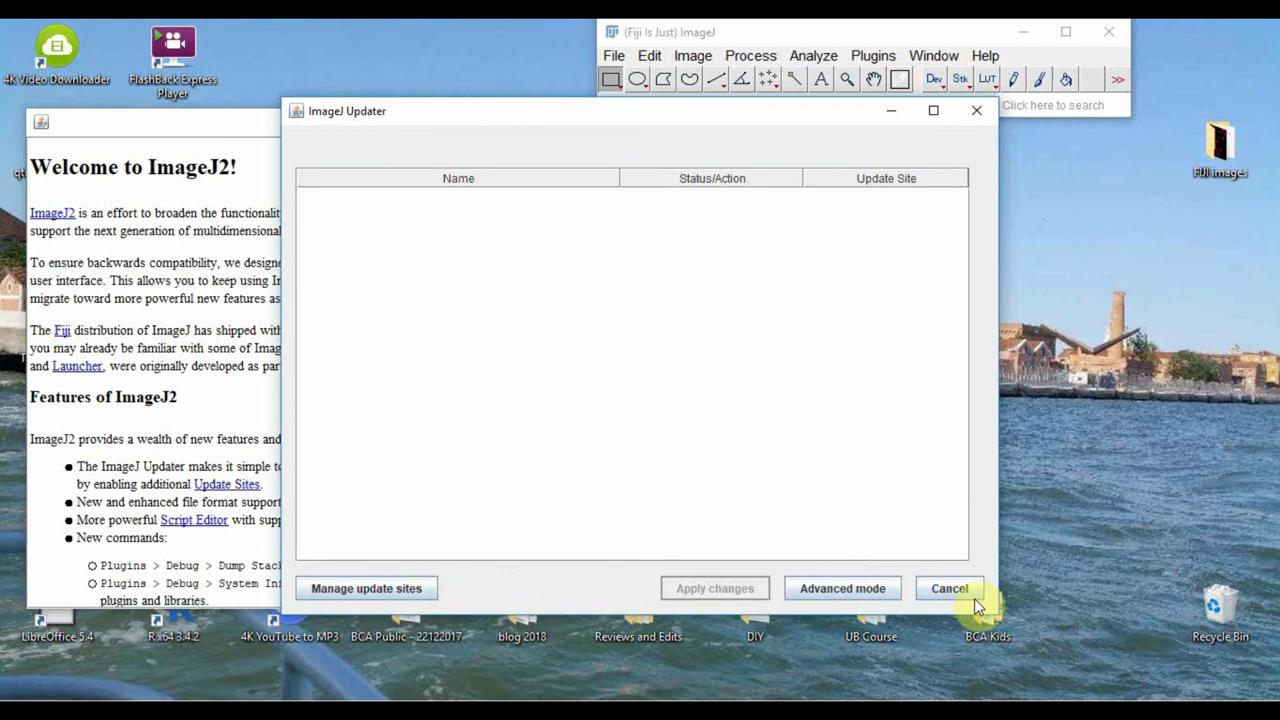 4K Video Downloader
FlashBack Express
Player
(Fiji Is Just) ImageJ
File Edit Image Process Analyze Plugins Window Help
Dev Stk LUT >>
Click here to search
ImageJ Updater
Name Status/Action Update Site
Welcome to ImageJ2!
ImageJ2 is an effort to broaden the functionality
support the next generation of multidimensional
To ensure backwards compatibility, we designe
user interface. This allows you to keep using I
migrate toward more powerful new features as
The Fiji distribution of ImageJ has shipped with
you may already be familiar with some of Imag
and Launcher, were originally developed as par
Features of ImageJ2
ImageJ2 provides a wealth of new features and
The ImageJ Updater makes it simple to
by enabling additional Update Sites.
New and enhanced file format support
More powerful Script Editor with supp
New commands:
Plugins > Debug > Dump Stac
Plugins > Debug > System In
plugins and libraries.
Manage update sites Apply changes Advanced mode Cancel
FIJI images
LibreOffice 5.4 R x64 3.4.2 4K YouTube to MP3 BCA Public - 22122017 blog 2018 Reviews and Edits DIY UB Course BCA Kids Recycle Bin